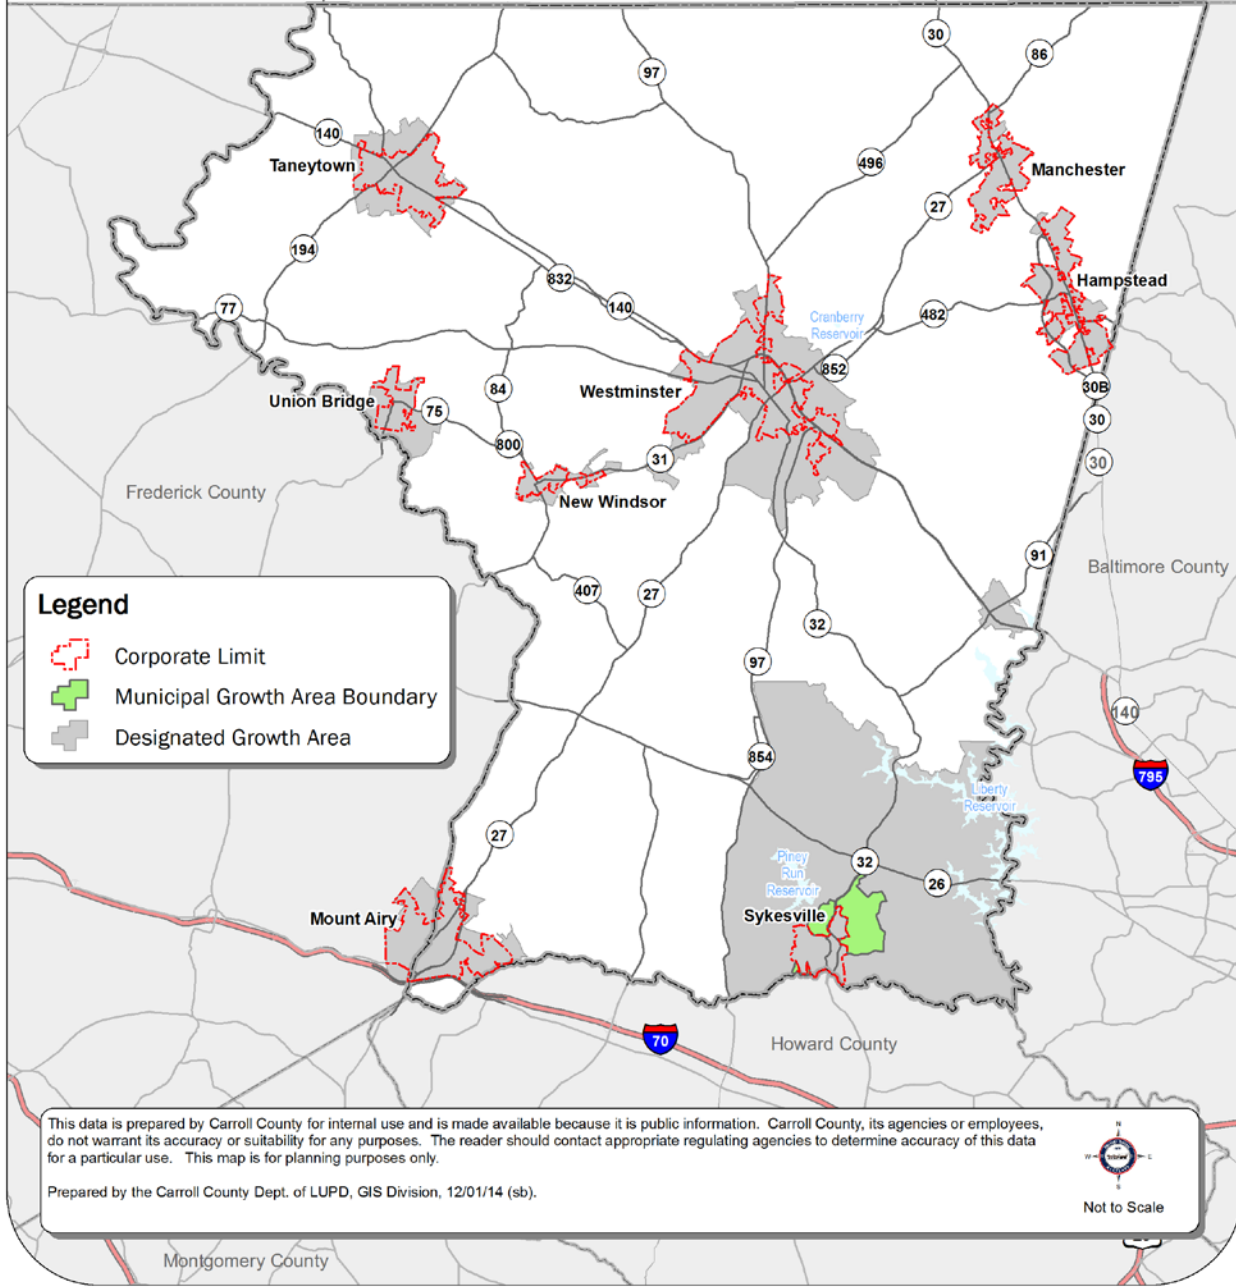 30
86
97
140
Taneytown
496
Manchester
27
194
832
Hampstead
77
140
Cranberry
Reservoir
482
852
84
Westminster
30B
Union Bridge
75
30
800
31
30
Frederick County
New Windsor
91
Baltimore County
407
27
32
Legend
Corporate Limit
Municipal Growth Area Boundary
Designated Growth Area
97
140
854
795
Liberty
Reservoir
27
Piney
Run
Reservoir
32
26
Mount Airy
Sykesville
70
Howard County
This data is prepared by Carroll County for internal use and is made available because it is public information. Carroll County, its agencies or employees,
do not warrant its accuracy or suitability for any purposes. The reader should contact appropriate regulating agencies to determine accuracy of this data
for a particular use. This map is for planning purposes only.
Prepared by the Carroll County Dept. of LUPD, GIS Division, 12/01/14 (sb).
N
W
E
S
Not to Scale
Montgomery County